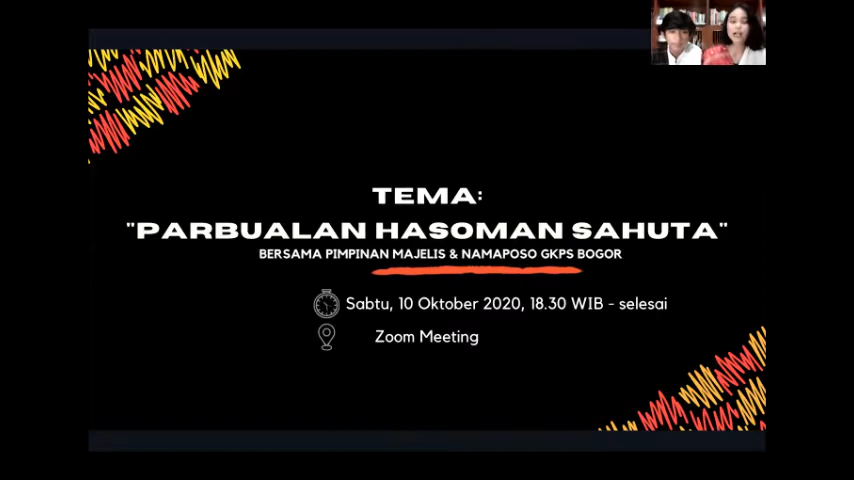 TEMA:
"PARBUALAN HASOMAN SAHUTA"
BERSAMA PIMPINAN MAJELIS & NAMAPOSO GKPS BOGOR
Sabtu, 10 Oktober 2020, 18.30 WIB - selesai
Zoom Meeting